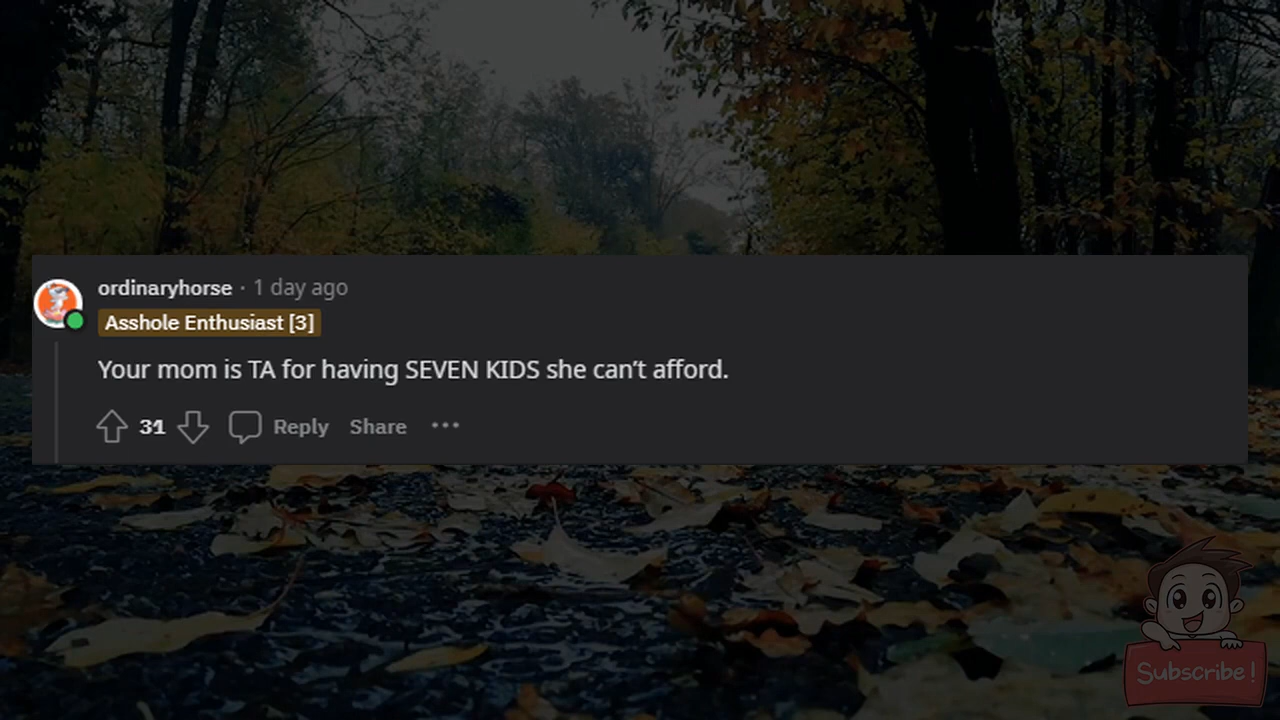 ordinaryhorse · 1 day ago
Asshole Enthusiast [3]
Your mom is TA for having SEVEN KIDS she can't afford.
31 Reply Share ···
Subscribe!